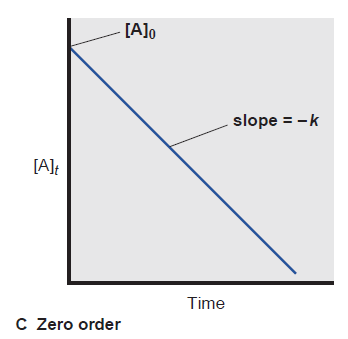 [A]₀
slope = –k
[A]t
Time
C Zero order